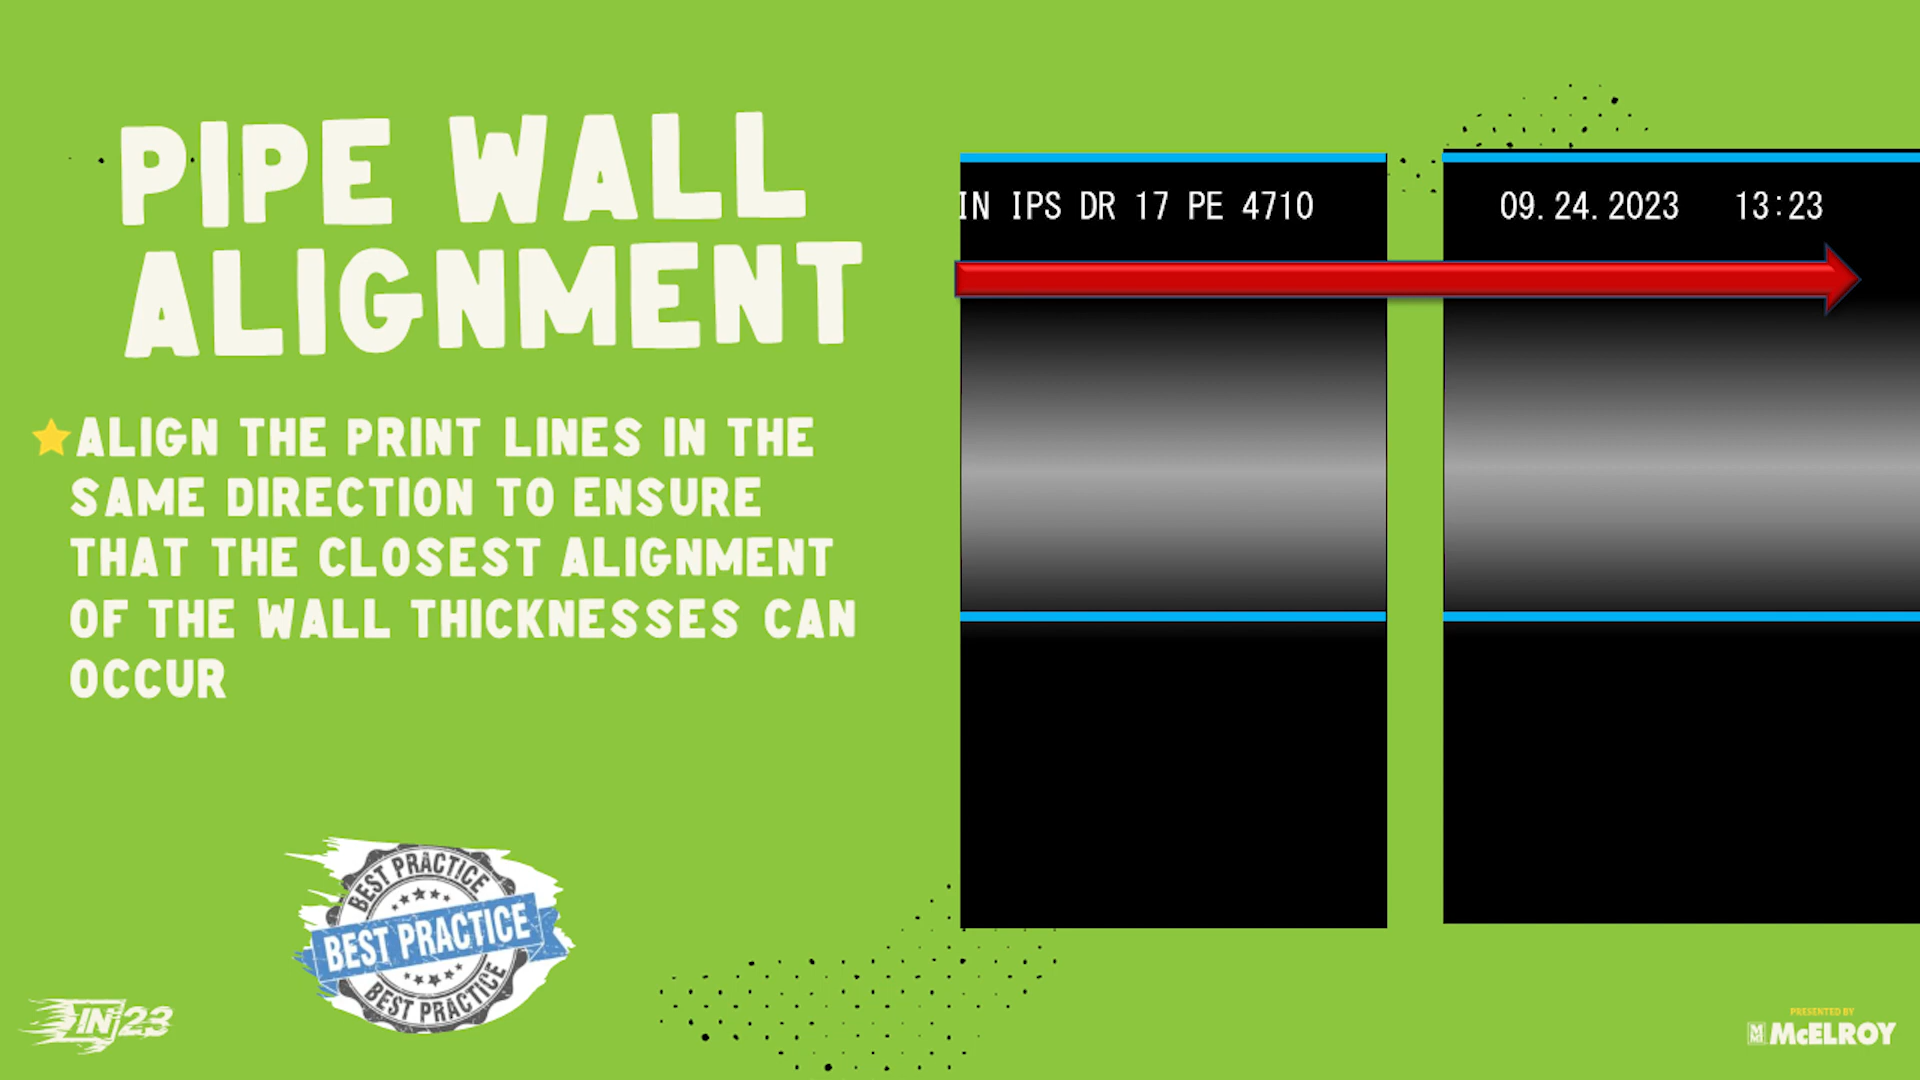 PIPE WALL
ALIGNMENT
ALIGN THE PRINT LINES IN THE
SAME DIRECTION TO ENSURE
THAT THE CLOSEST ALIGNMENT
OF THE WALL THICKNESSES CAN
OCCUR
IN IPS DR 17 PE 4710
09.24.2023 13:23
BEST PRACTICE
BEST PRACTICE
BEST PRACTICE
IN23
PRESENTED BY
McELROY